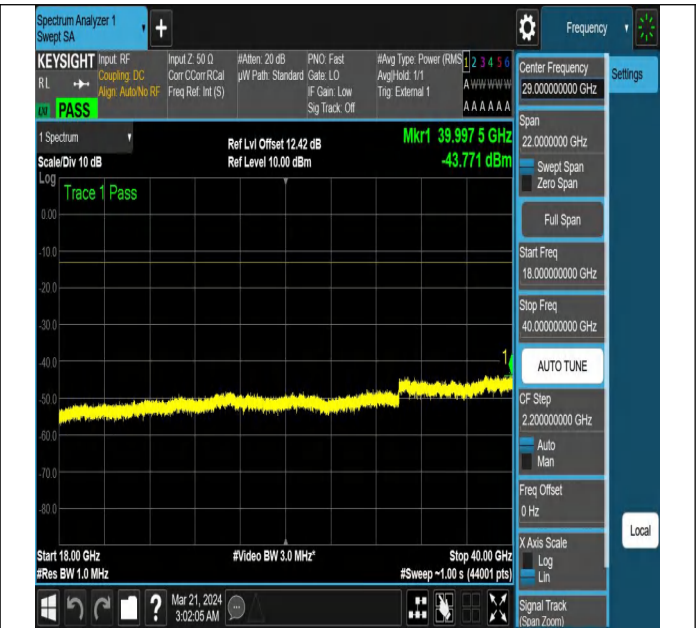 Spectrum Analyzer 1
Swept SA
+
Frequency
KEYSIGHT
RL
PASS
Input: RF
Coupling: DC
Align: Auto/No RF
Input Z: 50 Ω
Corr CCorr RCal
Freq Ref: Int (S)
#Atten: 20 dB
µW Path: Standard
PNO: Fast
Gate: LO
IF Gain: Low
Sig Track: Off
#Avg Type: Power (RMS
Avg|Hold: 1/1
Trig: External 1
1 2 3 4 5 6
A W W W W W
A A A A A A
1 Spectrum
Scale/Div 10 dB
Ref Lvl Offset 12.42 dB
Ref Level 10.00 dBm
Mkr1 39.997 5 GHz
-43.771 dBm
Log
Trace 1 Pass
0.00
-10.0
-20.0
-30.0
-40.0
-50.0
-60.0
-70.0
-80.0
1
Start 18.00 GHz
#Res BW 1.0 MHz
#Video BW 3.0 MHz*
Stop 40.00 GHz
#Sweep ~1.00 s (44001 pts)
Mar 21, 2024
3:02:05 AM
?
Center Frequency
29.000000000 GHz
Settings
Span
22.0000000 GHz
Swept Span
Zero Span
Full Span
Start Freq
18.000000000 GHz
Stop Freq
40.000000000 GHz
AUTO TUNE
CF Step
2.200000000 GHz
Auto
Man
Freq Offset
0 Hz
X Axis Scale
Log
Lin
Local
Signal Track
(Span Zoom)